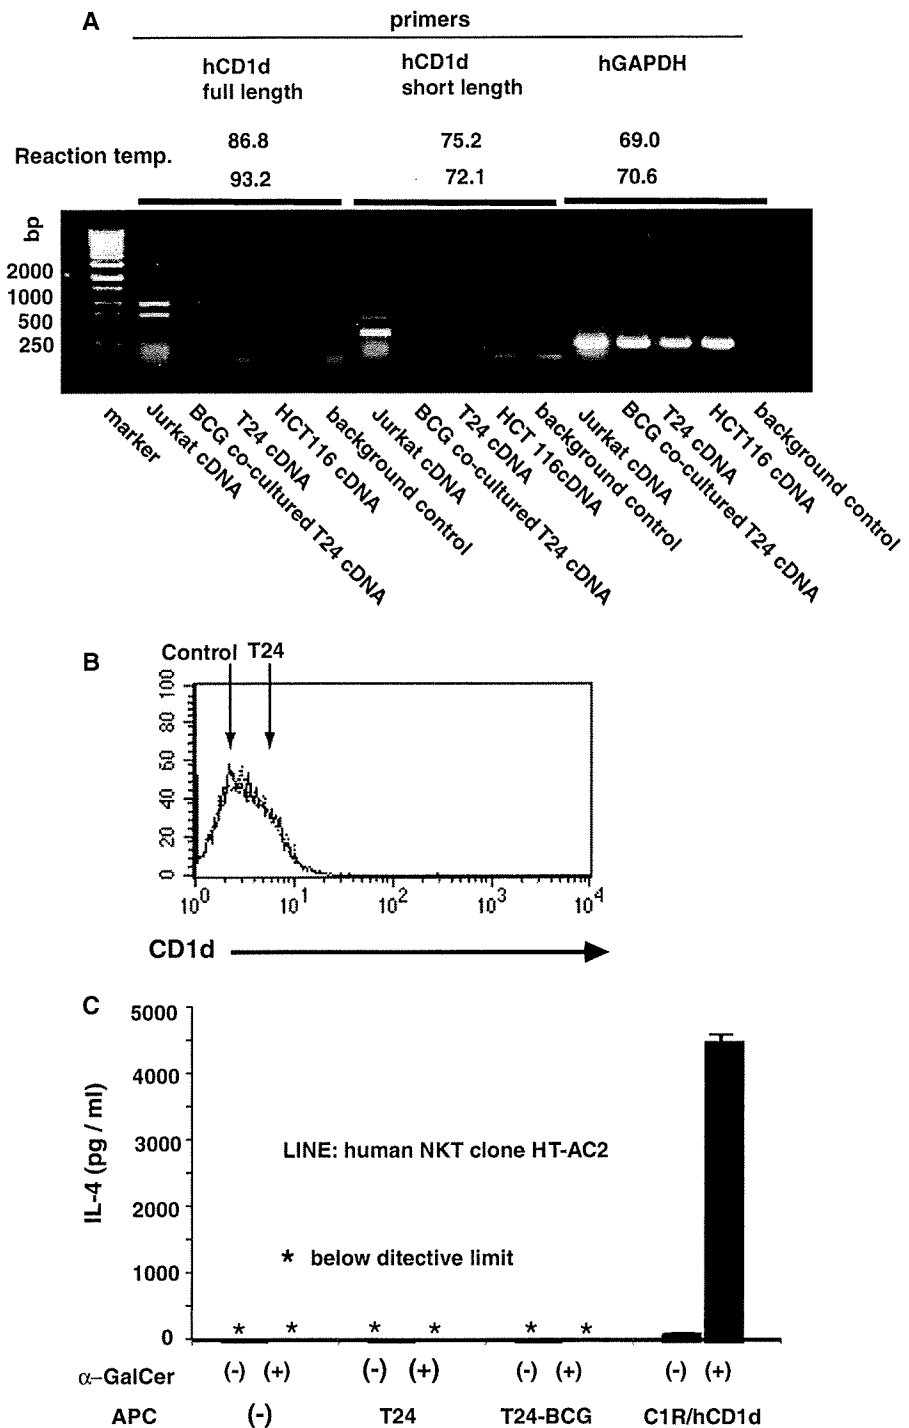 A
primers
hCD1d
full length
hCD1d
short length
hGAPDH
Reaction temp.
86.8
75.2
69.0
93.2
72.1
70.6
bp
2000
1000
500
250
marker
Jurkat cDNA
BCG co-cultured T24 cDNA
T24 cDNA
HCT116 cDNA
background control
Jurkat cDNA
BCG co-cultured T24 cDNA
T24 cDNA
HCT 116cDNA
background control
Jurkat cDNA
BCG co-cultured T24 cDNA
T24 cDNA
HCT116 cDNA
background control
B
Control T24
100
80
60
40
20
0
10^0 10^1 10^2 10^3 10^4
CD1d
C
IL-4 (pg / ml)
5000
4000
3000
2000
1000
0
LINE: human NKT clone HT-AC2
* below ditective limit
* * * * * *
α-GalCer (-) (+) (-) (+) (-) (+) (-) (+)
APC (-) T24 T24-BCG C1R/hCD1d